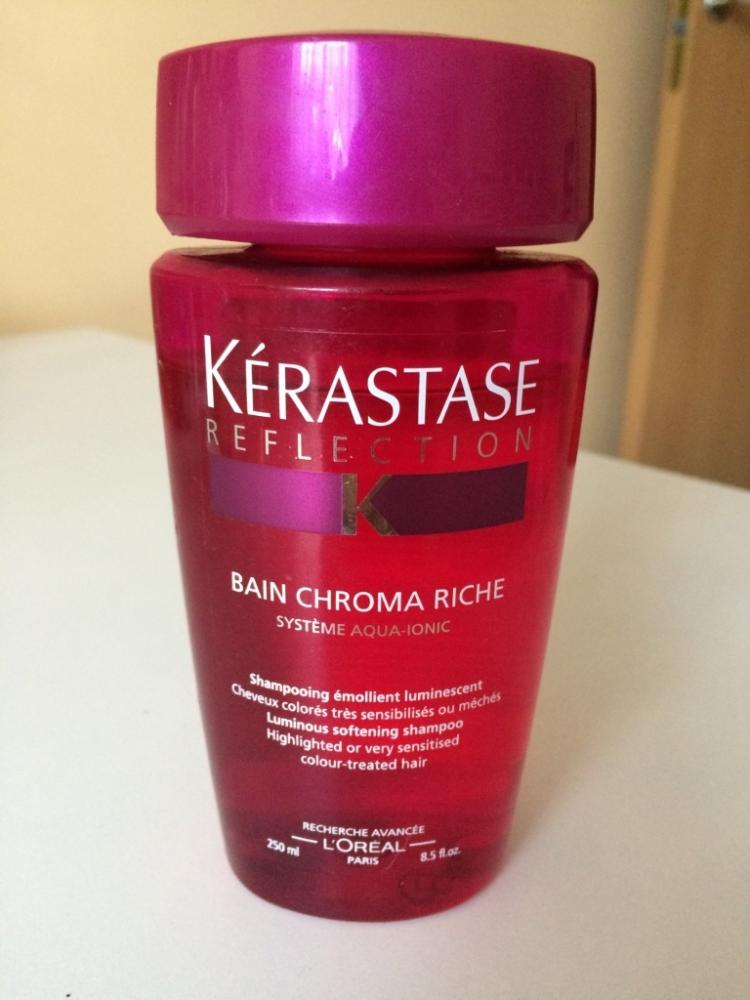 KÉRASTASE
REFLECTION
K
BAIN CHROMA RICHE
SYSTÈME AQUA-IONIC
Shampooing émollient luminescent
Cheveux colorés très sensibilisés ou méchés
Luminous softening shampoo
Highlighted or very sensitised
colour-treated hair
RECHERCHE AVANCÉE
L'ORÉAL
PARIS
250 ml
8.5 fl.oz.